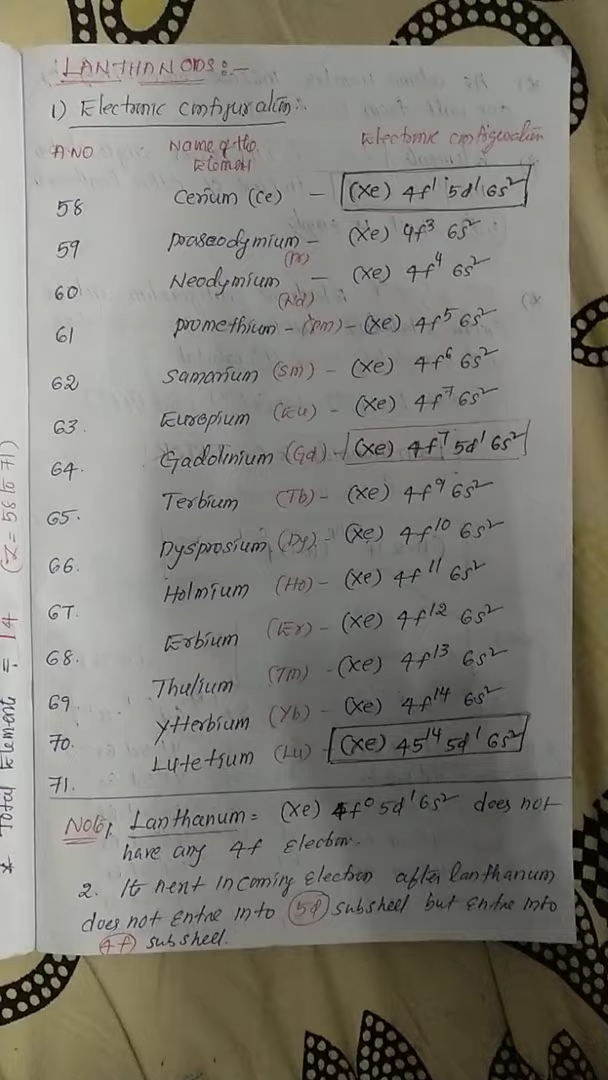 LANTHANOIDS:-
1) Electronic configuration:-
A.NO Name of the Element Electronic configuration
58 Cerium (Ce) - (Xe) 4f¹ 5d¹ 6s²
59 praseodymium (Pr) - (Xe) 4f³ 6s²
60 Neodymium (Nd) - (Xe) 4f⁴ 6s²
61 promethium - (Pm) - (Xe) 4f⁵ 6s²
62 Samarium (Sm) - (Xe) 4f⁶ 6s²
63. Europium (Eu) - (Xe) 4f⁷ 6s²
64. Gadolinium (Gd) - (Xe) 4f⁷ 5d¹ 6s²
65. Terbium (Tb) - (Xe) 4f⁹ 6s²
66. Dysprosium (Dy) - (Xe) 4f¹⁰ 6s²
67. Holmium (Ho) - (Xe) 4f¹¹ 6s²
68. Erbium (Er) - (Xe) 4f¹² 6s²
69 Thulium (Tm) - (Xe) 4f¹³ 6s²
70. Ytterbium (Yb) - (Xe) 4f¹⁴ 6s²
71. Lutetium (Lu) - (Xe) 45¹⁴ 5d¹ 6s²
Note, Lanthanum = (Xe) 4f⁰ 5d¹ 6s² does not
have any 4f Electron.
2. It next incoming Electron after lanthanum
does not Entre into 5d subshell but Entre into
4f subshell.
* Total Element = 14 (Z = 58 to 71)